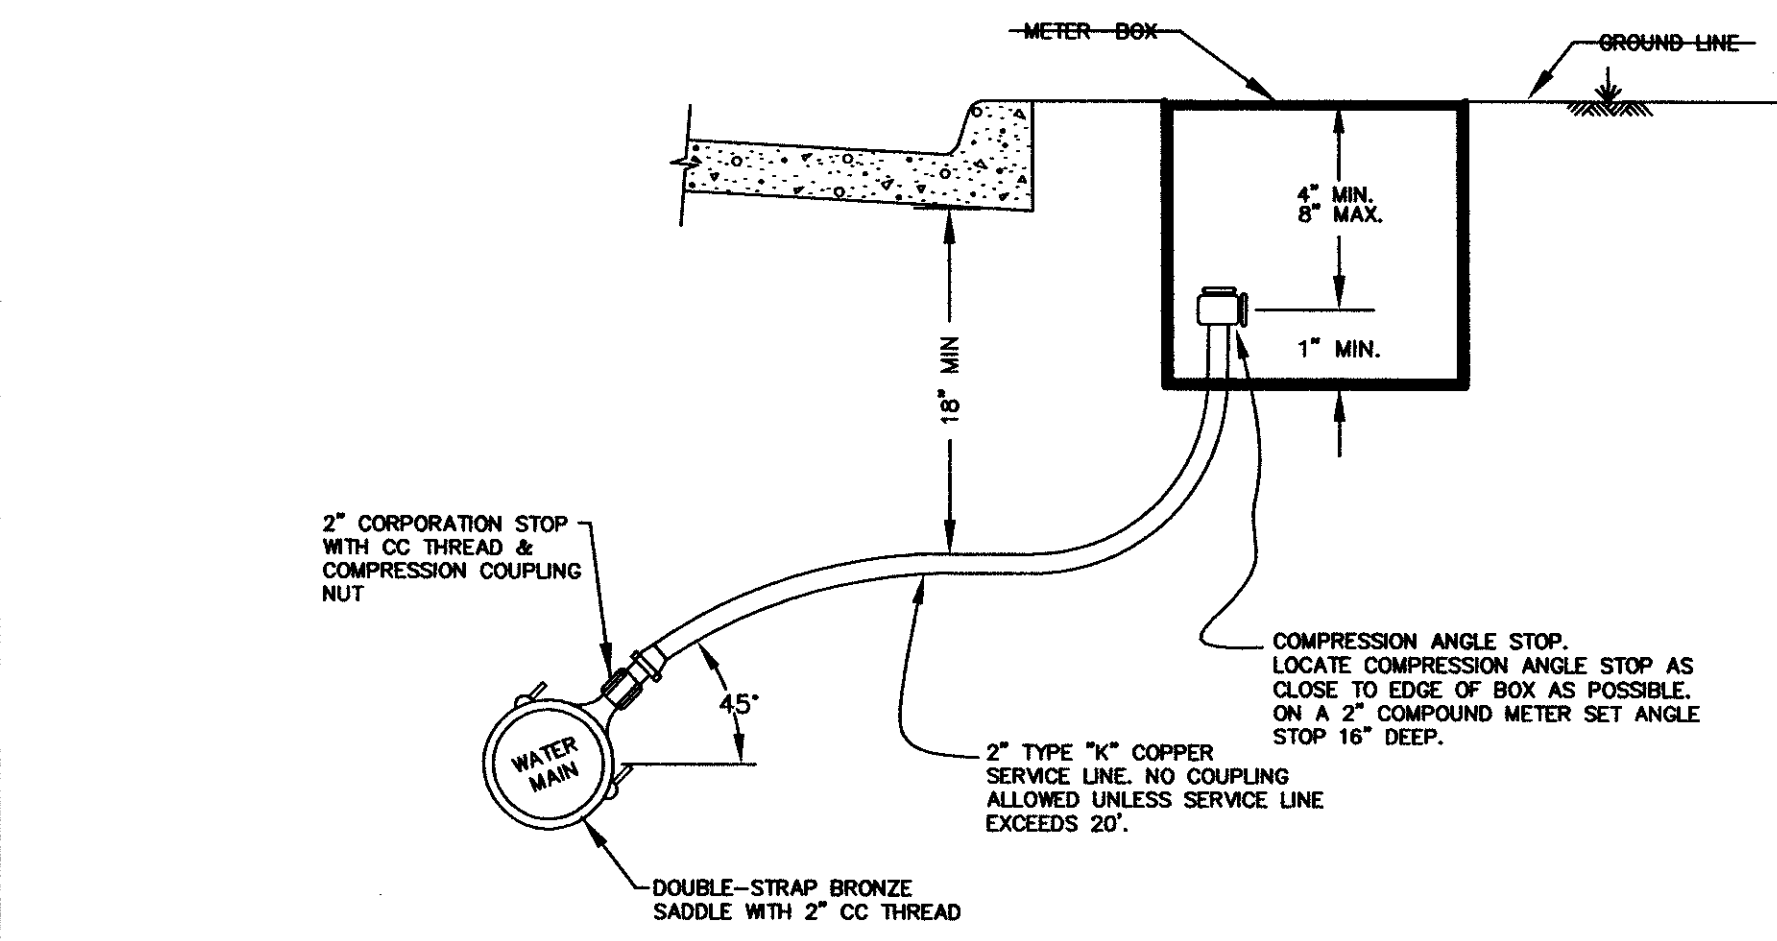 METER BOX
GROUND LINE
4" MIN.
8" MAX.
1" MIN.
18" MIN
2" CORPORATION STOP
WITH CC THREAD &
COMPRESSION COUPLING
NUT
45°
WATER
MAIN
COMPRESSION ANGLE STOP.
LOCATE COMPRESSION ANGLE STOP AS
CLOSE TO EDGE OF BOX AS POSSIBLE.
ON A 2" COMPOUND METER SET ANGLE
STOP 16" DEEP.
2" TYPE "K" COPPER
SERVICE LINE. NO COUPLING
ALLOWED UNLESS SERVICE LINE
EXCEEDS 20'.
DOUBLE-STRAP BRONZE
SADDLE WITH 2" CC THREAD